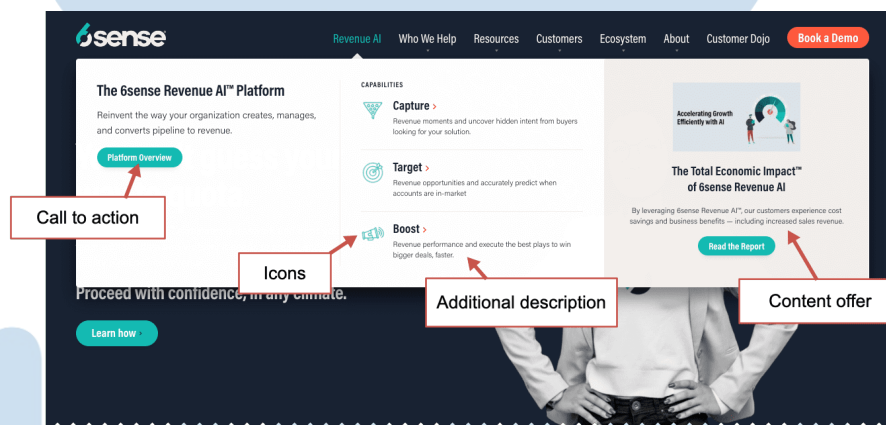 6sense
Revenue AI Who We Help Resources Customers Ecosystem About Customer Dojo Book a Demo
The 6sense Revenue AI™ Platform
Reinvent the way your organization creates, manages,
and converts pipeline to revenue.
Platform Overview
Call to action
CAPABILITIES
Capture >
Revenue moments and uncover hidden intent from buyers
looking for your solution.
Target >
Revenue opportunities and accurately predict when
accounts are in-market
Boost >
Revenue performance and execute the best plays to win
bigger deals, faster.
Icons
Additional description
Accelerating Growth
Efficiently with AI
The Total Economic Impact™
of 6sense Revenue AI
By leveraging 6sense Revenue AI™, our customers experience cost
savings and business benefits — including increased sales revenue.
Read the Report
Content offer
Proceed with confidence, in any climate.
Learn how ›